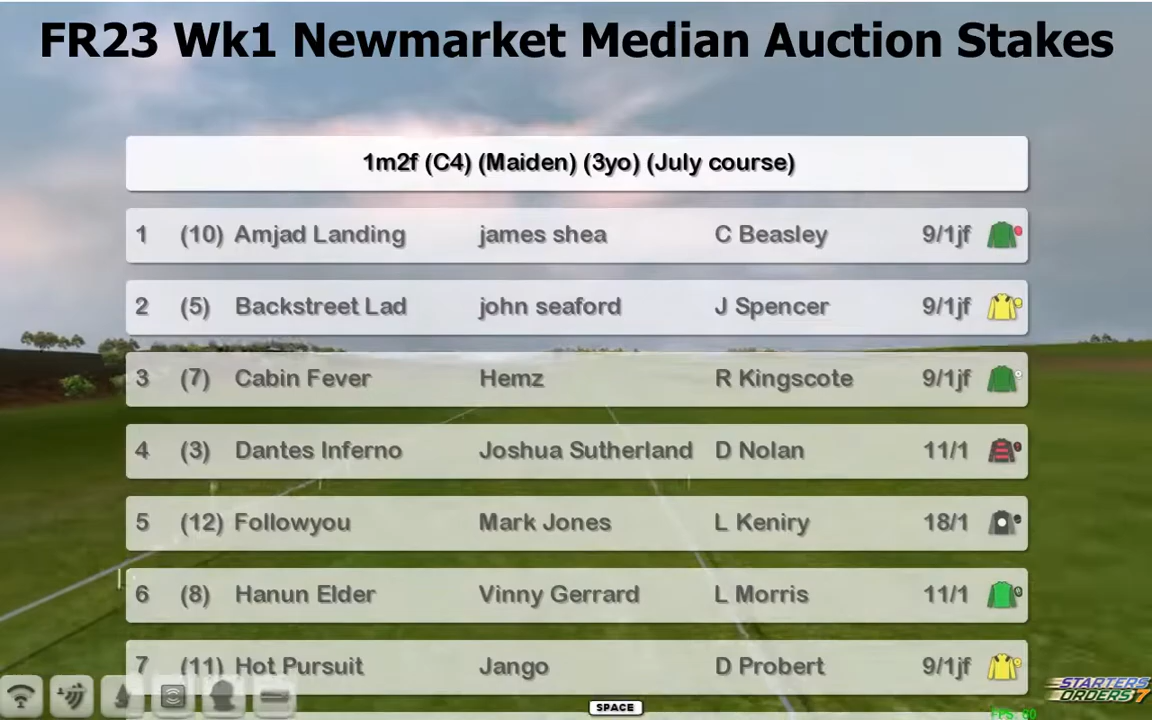 FR23 Wk1 Newmarket Median Auction Stakes
1m2f (C4) (Maiden) (3yo) (July course)
1 (10) Amjad Landing james shea C Beasley 9/1jf
2 (5) Backstreet Lad john seaford J Spencer 9/1jf
3 (7) Cabin Fever Hemz R Kingscote 9/1jf
4 (3) Dantes Inferno Joshua Sutherland D Nolan 11/1
5 (12) Followyou Mark Jones L Keniry 18/1
6 (8) Hanun Elder Vinny Gerrard L Morris 11/1
7 (11) Hot Pursuit Jango D Probert 9/1jf
STARTERS ORDERS 7
SPACE
FPS: 60